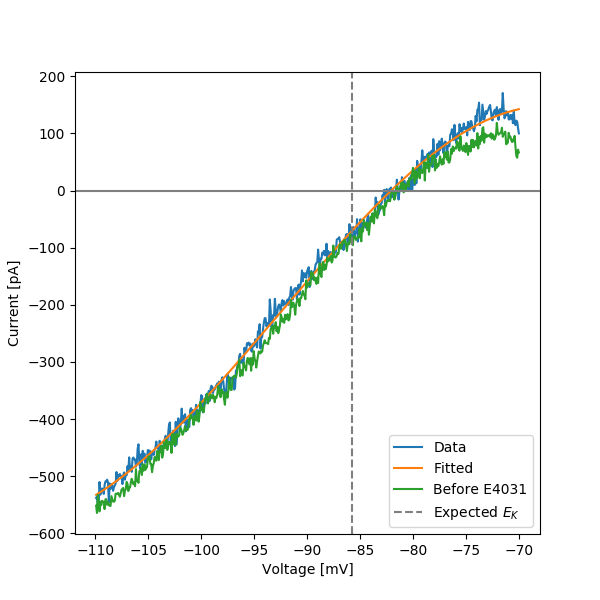 200
100
0
−100
−200
−300
−400
−500
−600
Current [pA]
Data
Fitted
Before E4031
Expected E_K
−110 −105 −100 −95 −90 −85 −80 −75 −70
Voltage [mV]